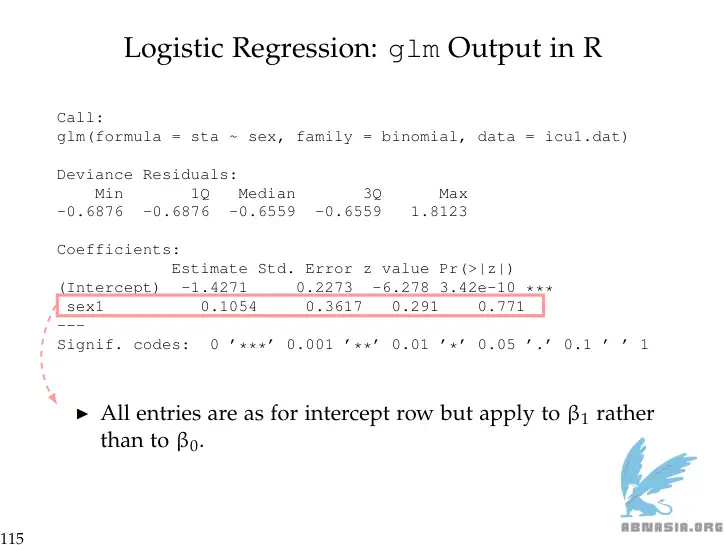 Logistic Regression: glm Output in R
Call:
glm(formula = sta ~ sex, family = binomial, data = icu1.dat)
Deviance Residuals:
Min 1Q Median 3Q Max
-0.6876 -0.6876 -0.6559 -0.6559 1.8123
Coefficients:
Estimate Std. Error z value Pr(>|z|)
(Intercept) -1.4271 0.2273 -6.278 3.42e-10 ***
sex1 0.1054 0.3617 0.291 0.771
---
Signif. codes: 0 ’***’ 0.001 ’**’ 0.01 ’*’ 0.05 ’.’ 0.1 ’ ’ 1
▶ All entries are as for intercept row but apply to β₁ rather
than to β₀.
ABNASIA.ORG
115